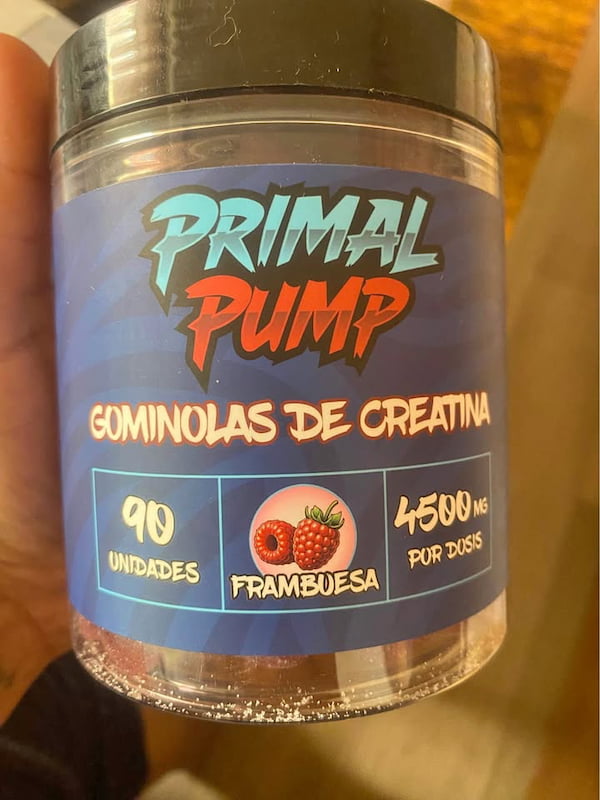 PRIMAL
PUMP
GOMINOLAS DE CREATINA
90
UNIDADES
FRAMBUESA
4500 MG
POR DOSIS